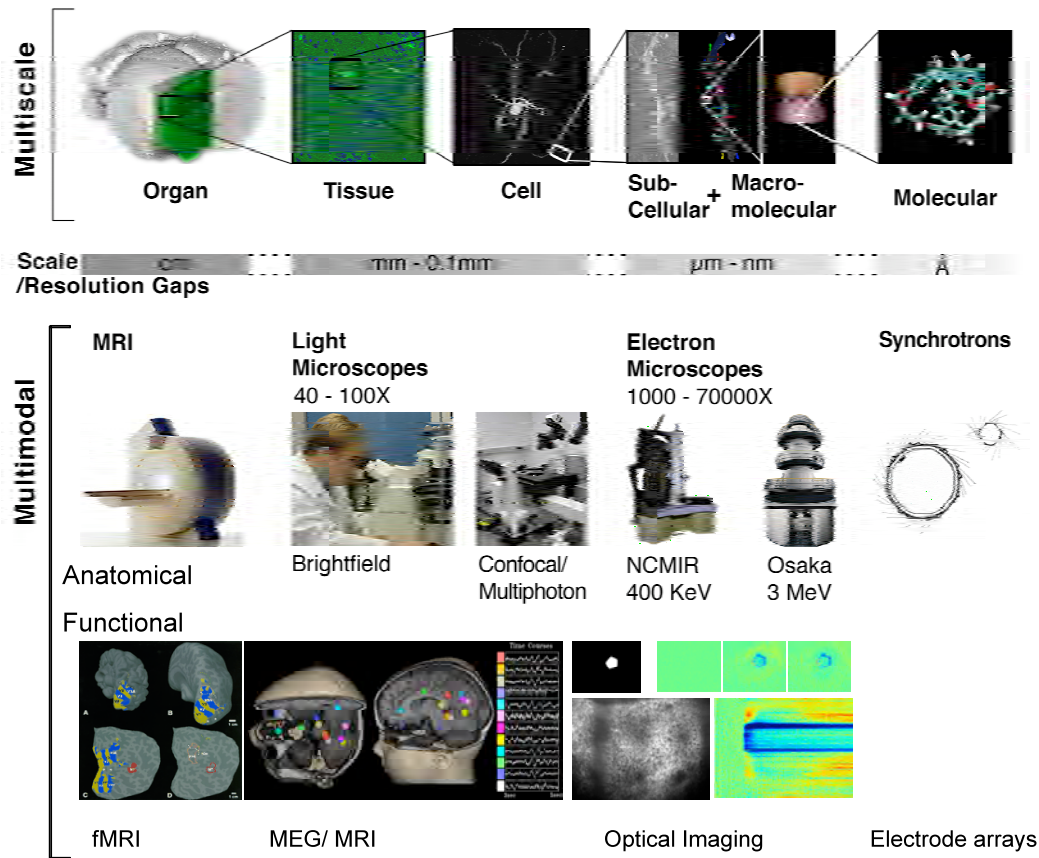 Multiscale
Organ
Tissue
Cell
Sub-
Cellular
+
Macro-
molecular
Molecular
Scale
/Resolution Gaps
cm
mm - 0.1mm
µm - nm
Å
Multimodal
MRI
Light
Microscopes
40 - 100X
Electron
Microscopes
1000 - 70000X
Synchrotrons
Brightfield
Confocal/
Multiphoton
NCMIR
400 KeV
Osaka
3 MeV
Anatomical
Functional
Time Courses
A
B
C
D
fMRI
MEG/ MRI
Optical Imaging
Electrode arrays